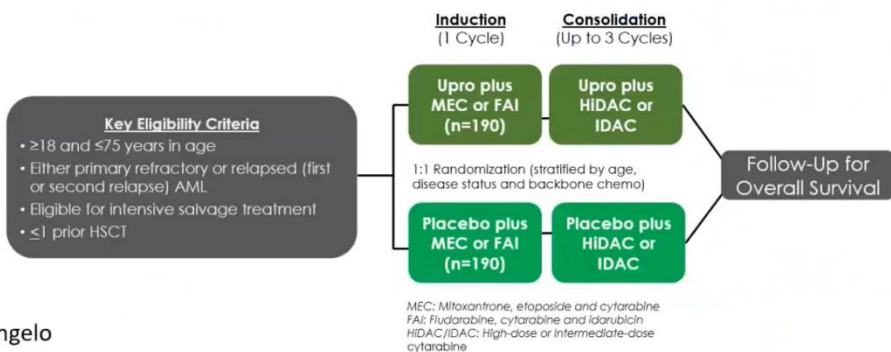 Induction
(1 Cycle)
Consolidation
(Up to 3 Cycles)
Key Eligibility Criteria
• ≥18 and ≤75 years in age
• Either primary refractory or relapsed (first
or second relapse) AML
• Eligible for intensive salvage treatment
• ≤1 prior HSCT
Upro plus
MEC or FAI
(n=190)
Upro plus
HiDAC or
IDAC
1:1 Randomization (stratified by age,
disease status and backbone chemo)
Placebo plus
MEC or FAI
(n=190)
Placebo plus
HiDAC or
IDAC
Follow-Up for
Overall Survival
MEC: Mitoxantrone, etoposide and cytarabine
FAI: Fludarabine, cytarabine and idarubicin
HiDAC/IDAC: High-dose or Intermediate-dose
cytarabine
ngelo